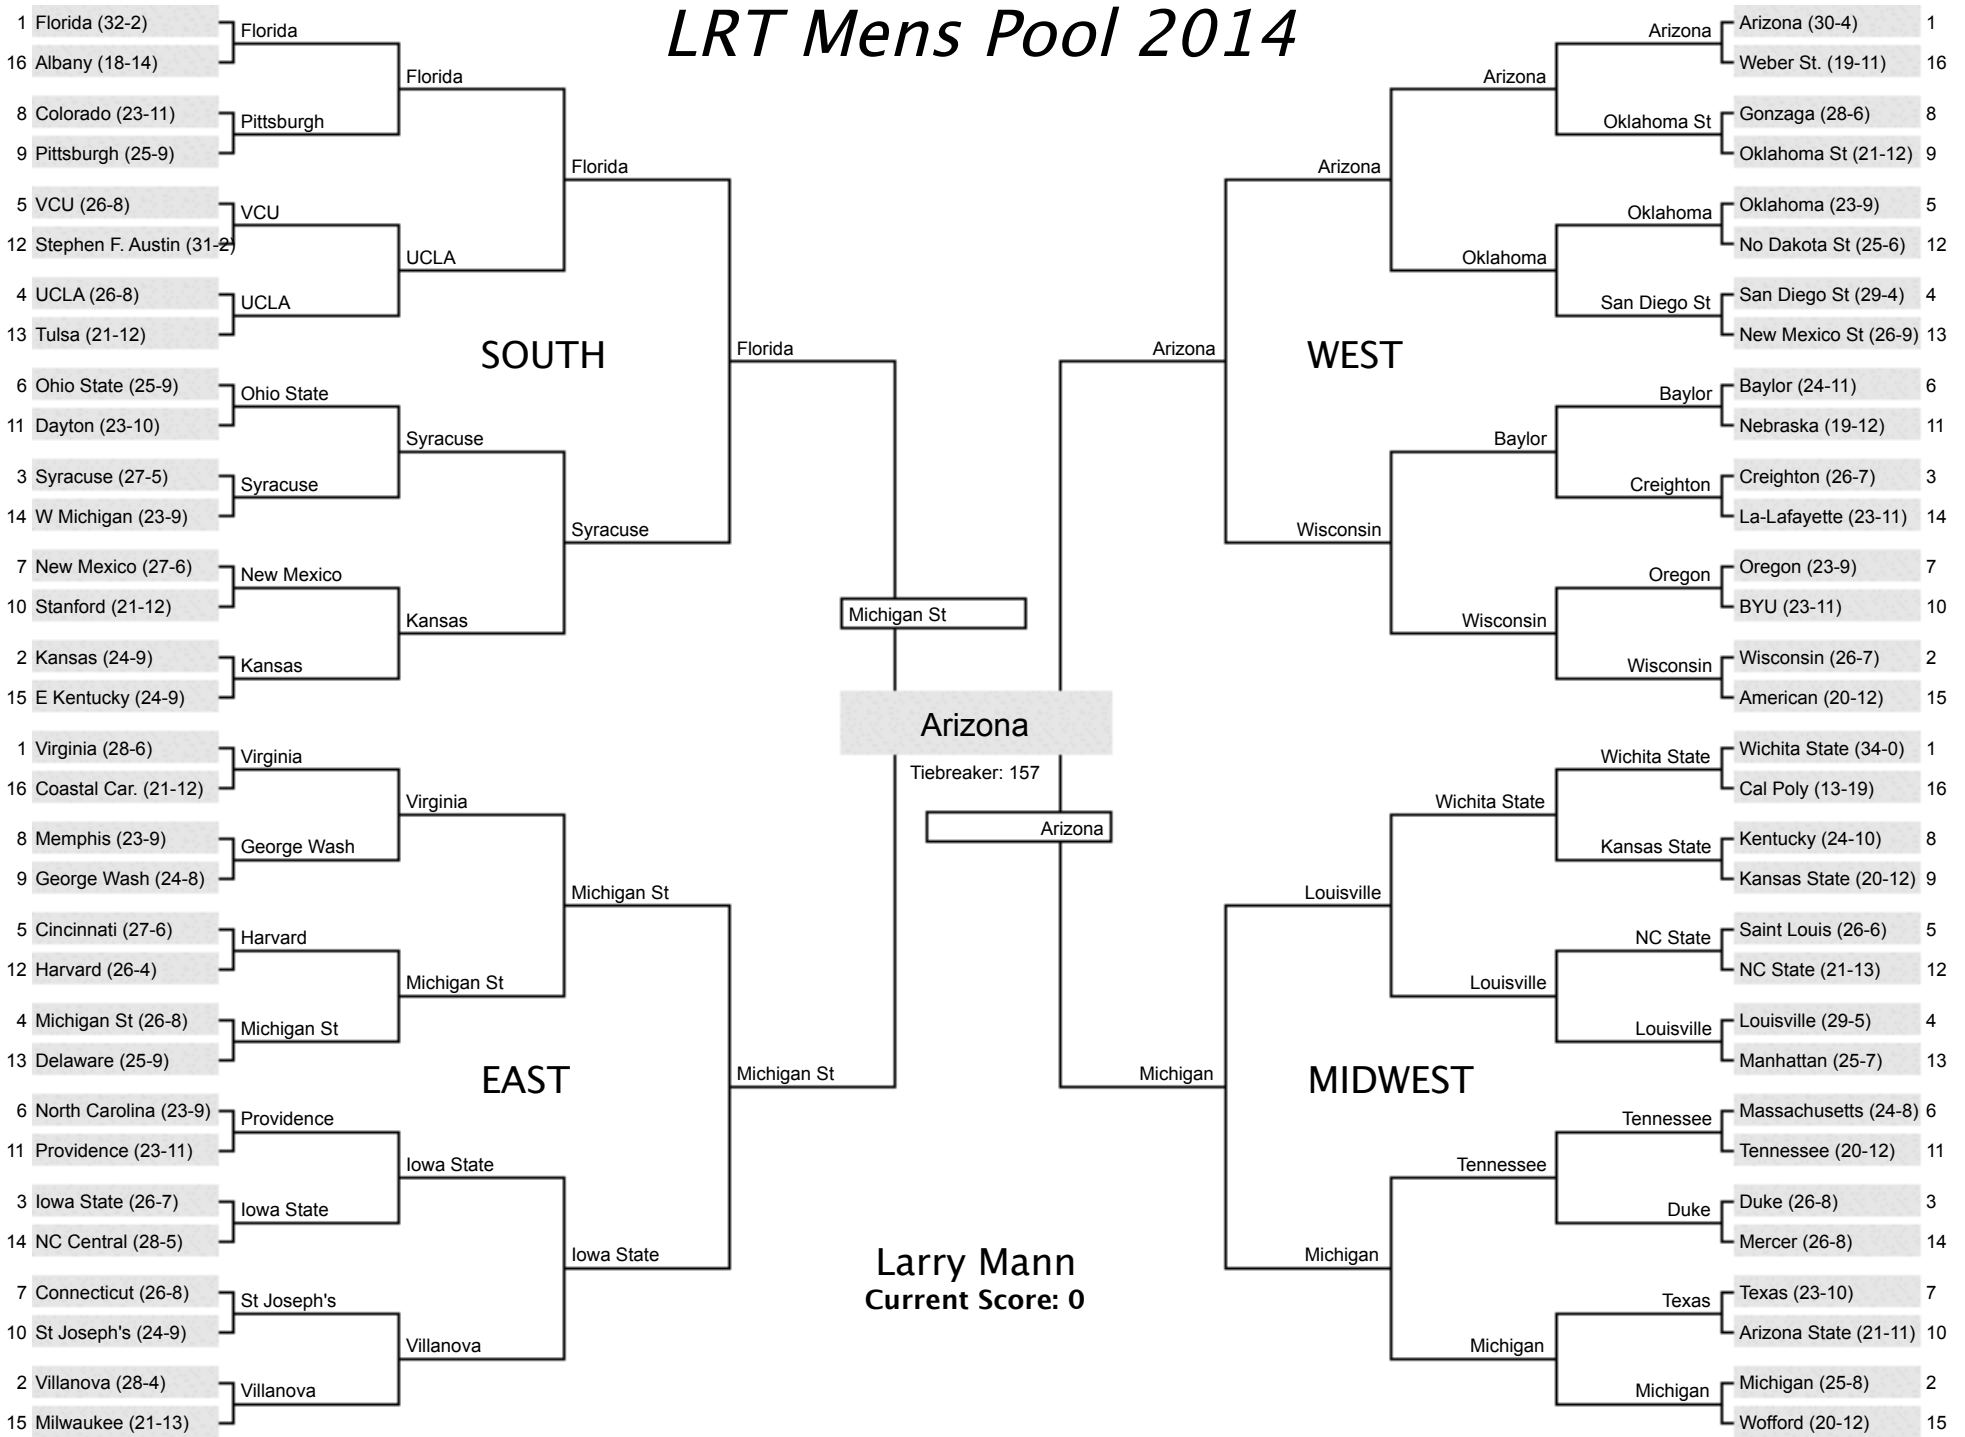 LRT Mens Pool 2014
1 Florida (32-2)
16 Albany (18-14)
8 Colorado (23-11)
9 Pittsburgh (25-9)
5 VCU (26-8)
12 Stephen F. Austin (31-2)
4 UCLA (26-8)
13 Tulsa (21-12)
6 Ohio State (25-9)
11 Dayton (23-10)
3 Syracuse (27-5)
14 W Michigan (23-9)
7 New Mexico (27-6)
10 Stanford (21-12)
2 Kansas (24-9)
15 E Kentucky (24-9)
Florida
Pittsburgh
VCU
UCLA
Ohio State
Syracuse
New Mexico
Kansas
Florida
UCLA
Syracuse
Kansas
Florida
Syracuse
SOUTH
Florida
1 Virginia (28-6)
16 Coastal Car. (21-12)
8 Memphis (23-9)
9 George Wash (24-8)
5 Cincinnati (27-6)
12 Harvard (26-4)
4 Michigan St (26-8)
13 Delaware (25-9)
6 North Carolina (23-9)
11 Providence (23-11)
3 Iowa State (26-7)
14 NC Central (28-5)
7 Connecticut (26-8)
10 St Joseph's (24-9)
2 Villanova (28-4)
15 Milwaukee (21-13)
Virginia
George Wash
Harvard
Michigan St
Providence
Iowa State
St Joseph's
Villanova
Virginia
Michigan St
Iowa State
Villanova
Michigan St
Iowa State
EAST
Michigan St
Michigan St
Arizona
Tiebreaker: 157
Arizona
Larry Mann
Current Score: 0
Arizona
WEST
Arizona
Wisconsin
Arizona
Oklahoma
Baylor
Wisconsin
Arizona
Oklahoma St
Oklahoma
San Diego St
Baylor
Creighton
Oregon
Wisconsin
Arizona (30-4) 1
Weber St. (19-11) 16
Gonzaga (28-6) 8
Oklahoma St (21-12) 9
Oklahoma (23-9) 5
No Dakota St (25-6) 12
San Diego St (29-4) 4
New Mexico St (26-9) 13
Baylor (24-11) 6
Nebraska (19-12) 11
Creighton (26-7) 3
La-Lafayette (23-11) 14
Oregon (23-9) 7
BYU (23-11) 10
Wisconsin (26-7) 2
American (20-12) 15
Michigan
MIDWEST
Louisville
Michigan
Wichita State
Louisville
Tennessee
Michigan
Wichita State
Kansas State
NC State
Louisville
Tennessee
Duke
Texas
Michigan
Wichita State (34-0) 1
Cal Poly (13-19) 16
Kentucky (24-10) 8
Kansas State (20-12) 9
Saint Louis (26-6) 5
NC State (21-13) 12
Louisville (29-5) 4
Manhattan (25-7) 13
Massachusetts (24-8) 6
Tennessee (20-12) 11
Duke (26-8) 3
Mercer (26-8) 14
Texas (23-10) 7
Arizona State (21-11) 10
Michigan (25-8) 2
Wofford (20-12) 15